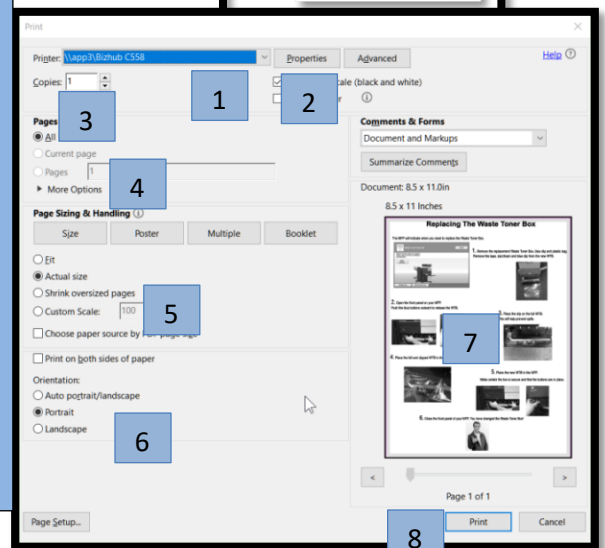 Print
Printer: \\app3\Bizhub C558 Properties Advanced Help
Copies: 1 1 2 ale (black and white)
3
Pages Comments & Forms
All Document and Markups
Current page
Pages 1 4 Summarize Comments
More Options
Document: 8.5 x 11.0in
Page Sizing & Handling 8.5 x 11 Inches
Size Poster Multiple Booklet Replacing The Waste Toner Box
Fit
Actual size
Shrink oversized pages
Custom Scale: 100 5
Choose paper source by
7
Print on both sides of paper
Orientation:
Auto portrait/landscape
Portrait
Landscape 6
< >
Page 1 of 1
Page Setup... 8 Print Cancel